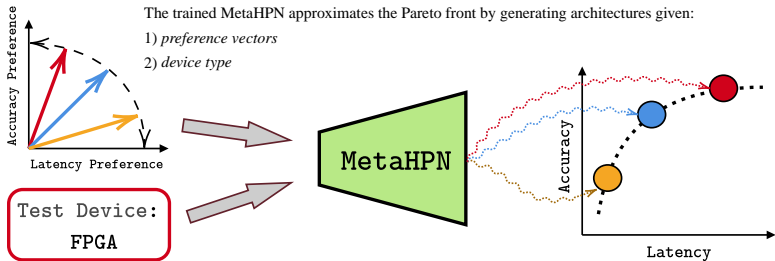 The trained MetaHPN approximates the Pareto front by generating architectures given:
1) preference vectors
2) device type
Accuracy Preference
Latency Preference
Test Device:
FPGA
MetaHPN
Accuracy
Latency